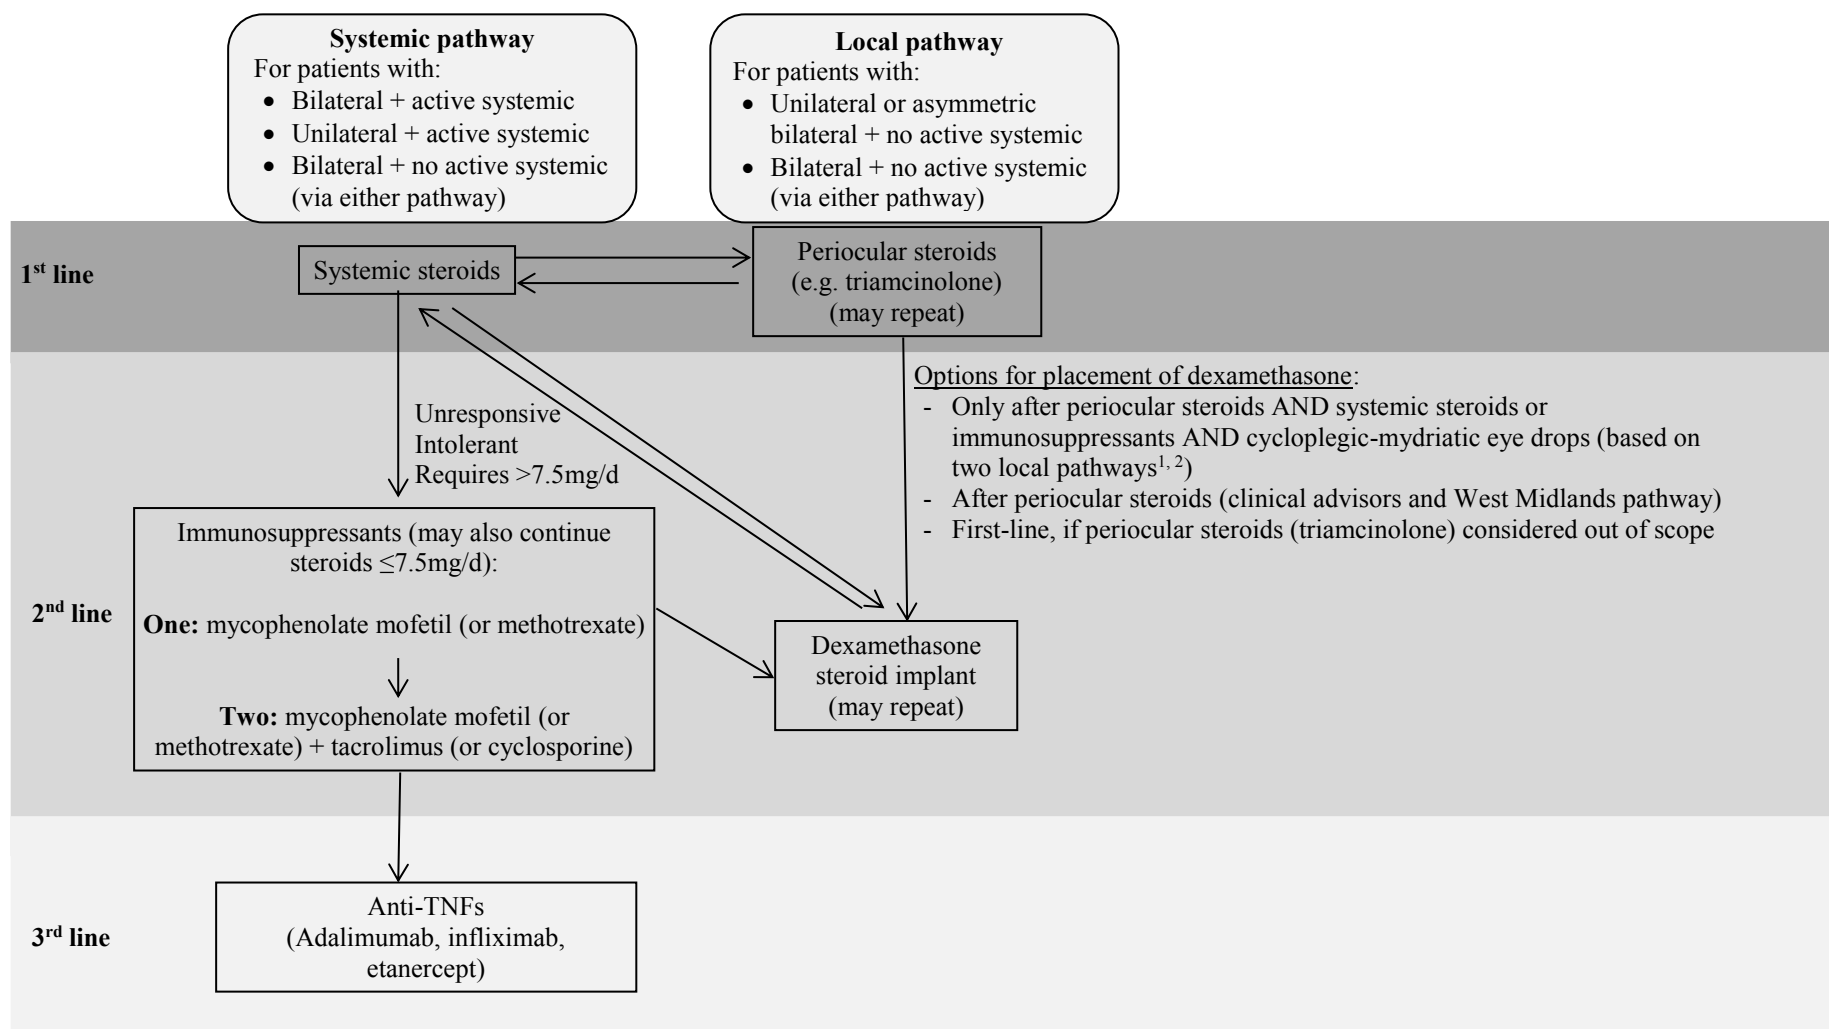 Systemic pathway
For patients with:
• Bilateral + active systemic
• Unilateral + active systemic
• Bilateral + no active systemic
(via either pathway)
Local pathway
For patients with:
• Unilateral or asymmetric
bilateral + no active systemic
• Bilateral + no active systemic
(via either pathway)
1st line
Systemic steroids
Periocular steroids
(e.g. triamcinolone)
(may repeat)
Unresponsive
Intolerant
Requires >7.5mg/d
Options for placement of dexamethasone:
- Only after periocular steroids AND systemic steroids or
immunosuppressants AND cycloplegic-mydriatic eye drops (based on
two local pathways1, 2)
- After periocular steroids (clinical advisors and West Midlands pathway)
- First-line, if periocular steroids (triamcinolone) considered out of scope
2nd line
Immunosuppressants (may also continue
steroids ≤7.5mg/d):
One: mycophenolate mofetil (or methotrexate)
Two: mycophenolate mofetil (or
methotrexate) + tacrolimus (or cyclosporine)
Dexamethasone
steroid implant
(may repeat)
3rd line
Anti-TNFs
(Adalimumab, infliximab,
etanercept)